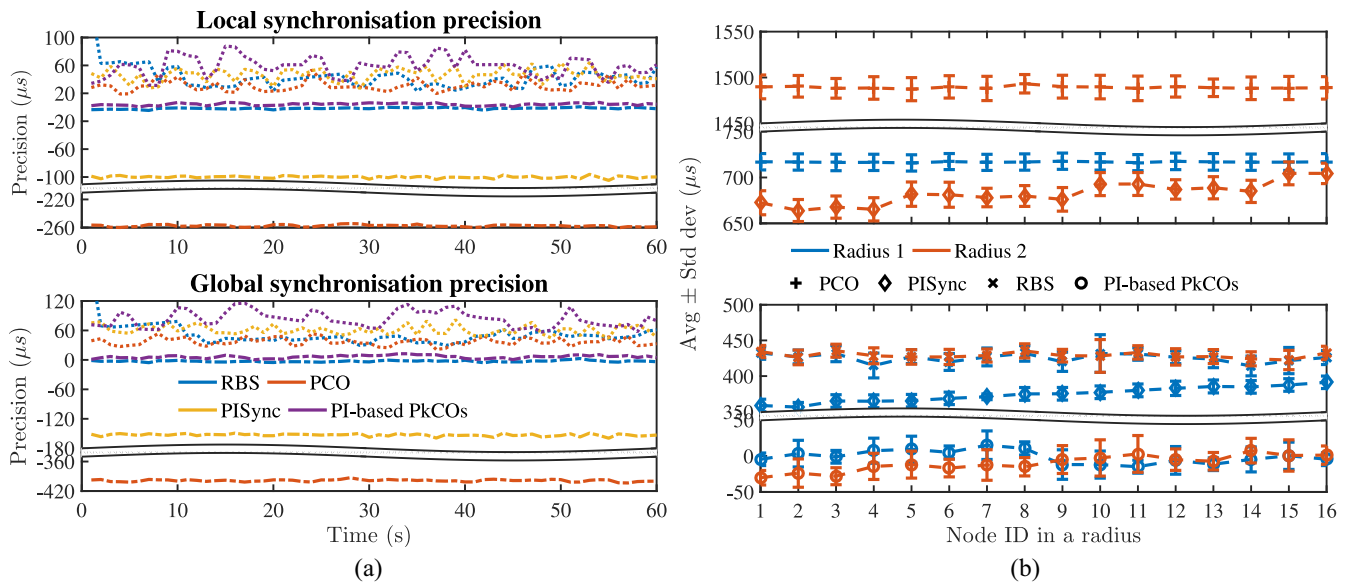 Local synchronisation precision
Precision (μs)
100
60
20
-20
-60
-100
-220
-260
0 10 20 30 40 50 60
Global synchronisation precision
Precision (μs)
120
60
0
-60
-120
-180
-360
-420
RBS PCO
PISync PI-based PkCOs
0 10 20 30 40 50 60
Time (s)
(a)
Avg ± Std dev (μs)
1550
1500
1450
750
700
650
Radius 1 Radius 2
PCO PISync RBS PI-based PkCOs
500
450
400
350
50
0
-50
1 2 3 4 5 6 7 8 9 10 11 12 13 14 15 16
Node ID in a radius
(b)